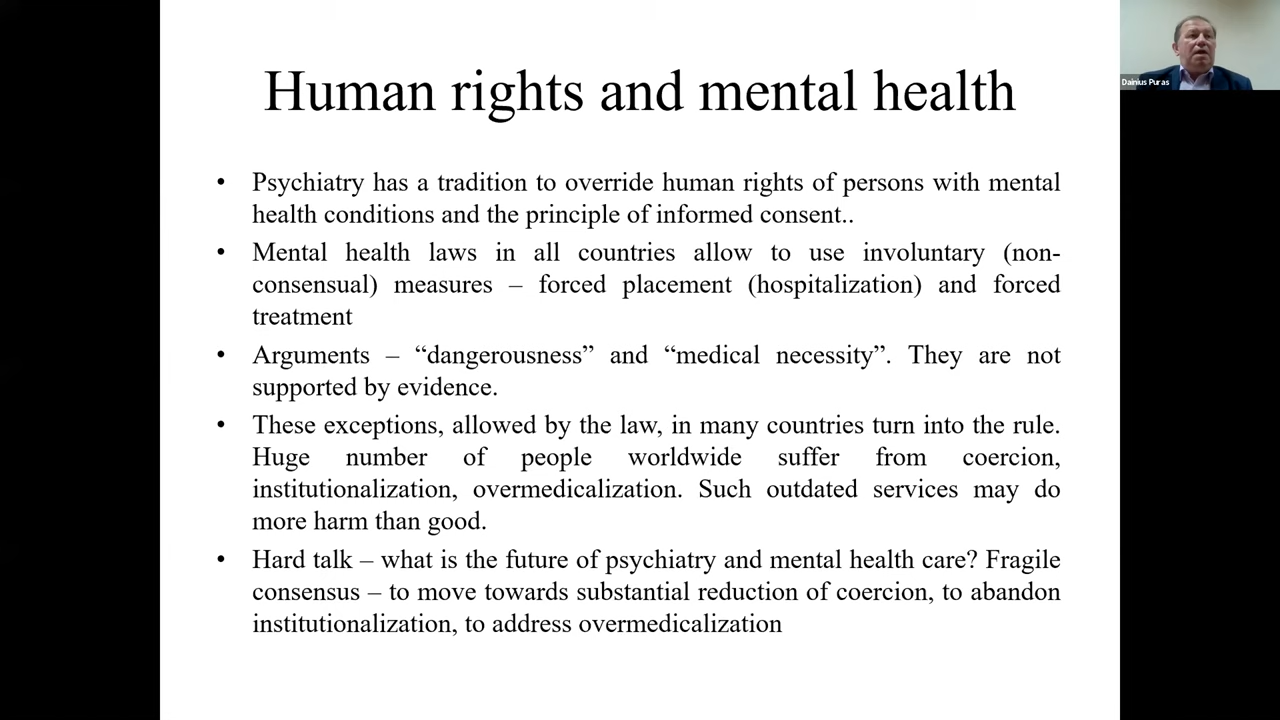 Human rights and mental health
Dainius Puras
• Psychiatry has a tradition to override human rights of persons with mental
health conditions and the principle of informed consent..
• Mental health laws in all countries allow to use involuntary (non-
consensual) measures – forced placement (hospitalization) and forced
treatment
• Arguments – “dangerousness” and “medical necessity”. They are not
supported by evidence.
• These exceptions, allowed by the law, in many countries turn into the rule.
Huge number of people worldwide suffer from coercion,
institutionalization, overmedicalization. Such outdated services may do
more harm than good.
• Hard talk – what is the future of psychiatry and mental health care? Fragile
consensus – to move towards substantial reduction of coercion, to abandon
institutionalization, to address overmedicalization